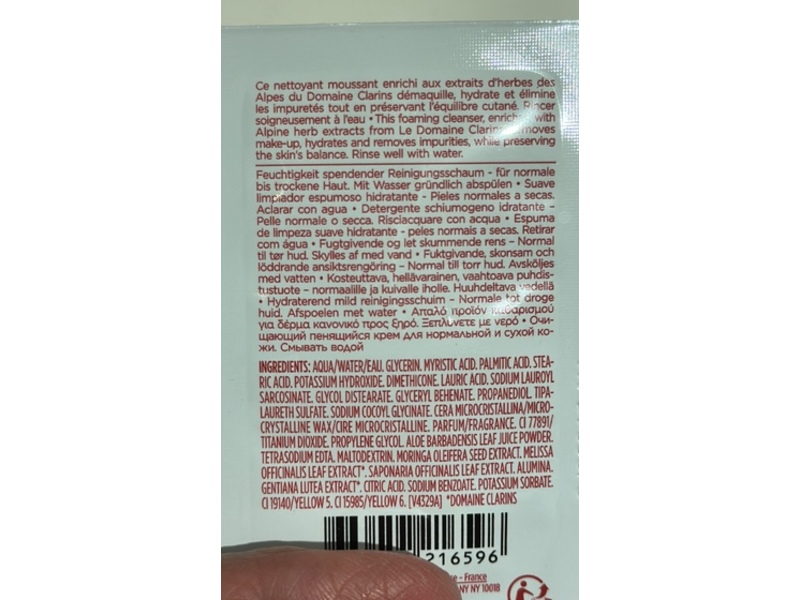 Ce nettoyant moussant enrichi aux extraits d'herbes des
Alpes du Domaine Clarins démaquille, hydrate et élimine
les impuretés tout en préservant l'équilibre cutané. Rincer
soigneusement à l'eau • This foaming cleanser, enriched with
Alpine herb extracts from Le Domaine Clarins, removes
make-up, hydrates and removes impurities, while preserving
the skin's balance. Rinse well with water.
Feuchtigkeit spendender Reinigungsschaum - für normale
bis trockene Haut. Mit Wasser gründlich abspülen • Suave
limpiador espumoso hidratante - Pieles normales a secas.
Aclarar con agua • Detergente schiumogeno idratante –
Pelle normale o secca. Risciacquare con acqua • Espuma
de limpeza suave hidratante - peles normais a secas. Retirar
com água • Fugtgivende og let skummende rens – Normal
til tør hud. Skylles af med vand • Fuktgivande, skonsam och
löddrande ansiktsrengöring – Normal till torr hud. Avsköljes
med vatten • Kosteuttava, hellävarainen, vaahtoava puhdis-
tustuote – normaalille ja kuivalle iholle. Huuhdeltava vedellä
• Hydraterend mild reinigingsschuim – Normale tot droge
huid. Afspoelen met water • Απαλό προϊόν καθαρισμού
για δέρμα κανονικό προς ξηρό. Ξεπλύνετε με νερό • Очи-
щающий пенящийся крем для нормальной и сухой ко-
жи. Смывать водой
INGREDIENTS: AQUA/WATER/EAU. GLYCERIN. MYRISTIC ACID. PALMITIC ACID. STEA-
RIC ACID. POTASSIUM HYDROXIDE. DIMETHICONE. LAURIC ACID. SODIUM LAUROYL
SARCOSINATE. GLYCOL DISTEARATE. GLYCERYL BEHENATE. PROPANEDIOL. TIPA-
LAURETH SULFATE. SODIUM COCOYL GLYCINATE. CERA MICROCRISTALLINA/MICRO-
CRYSTALLINE WAX/CIRE MICROCRISTALLINE. PARFUM/FRAGRANCE. CI 77891/
TITANIUM DIOXIDE. PROPYLENE GLYCOL. ALOE BARBADENSIS LEAF JUICE POWDER.
TETRASODIUM EDTA. MALTODEXTRIN. MORINGA OLEIFERA SEED EXTRACT. MELISSA
OFFICINALIS LEAF EXTRACT*. SAPONARIA OFFICINALIS LEAF EXTRACT. ALUMINA.
GENTIANA LUTEA EXTRACT*. CITRIC ACID. SODIUM BENZOATE. POTASSIUM SORBATE.
CI 19140/YELLOW 5. CI 15985/YELLOW 6. [V4329A] *DOMAINE CLARINS
216596
- France
NY NY 10018